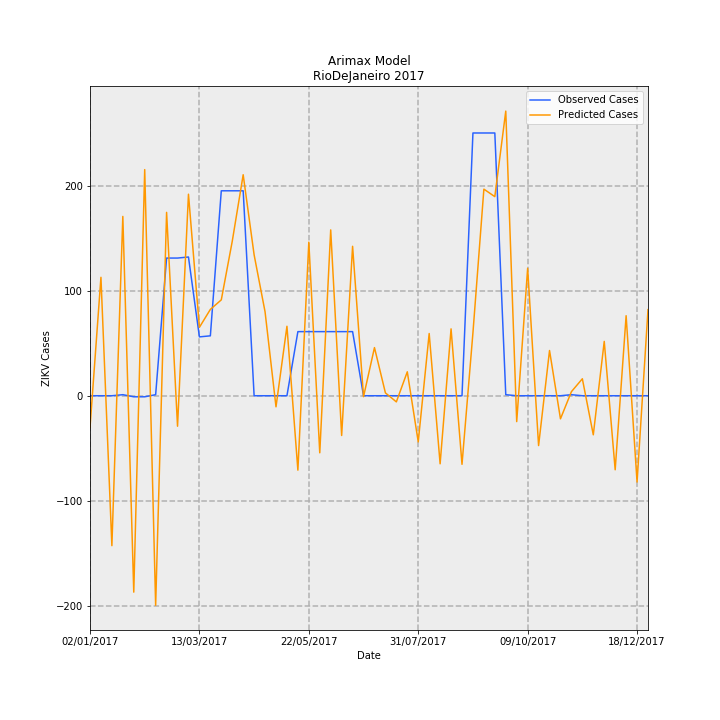 Arimax Model
RioDeJaneiro 2017
Observed Cases
Predicted Cases
ZIKV Cases
200
100
0
−100
−200
02/01/2017
13/03/2017
22/05/2017
31/07/2017
09/10/2017
18/12/2017
Date